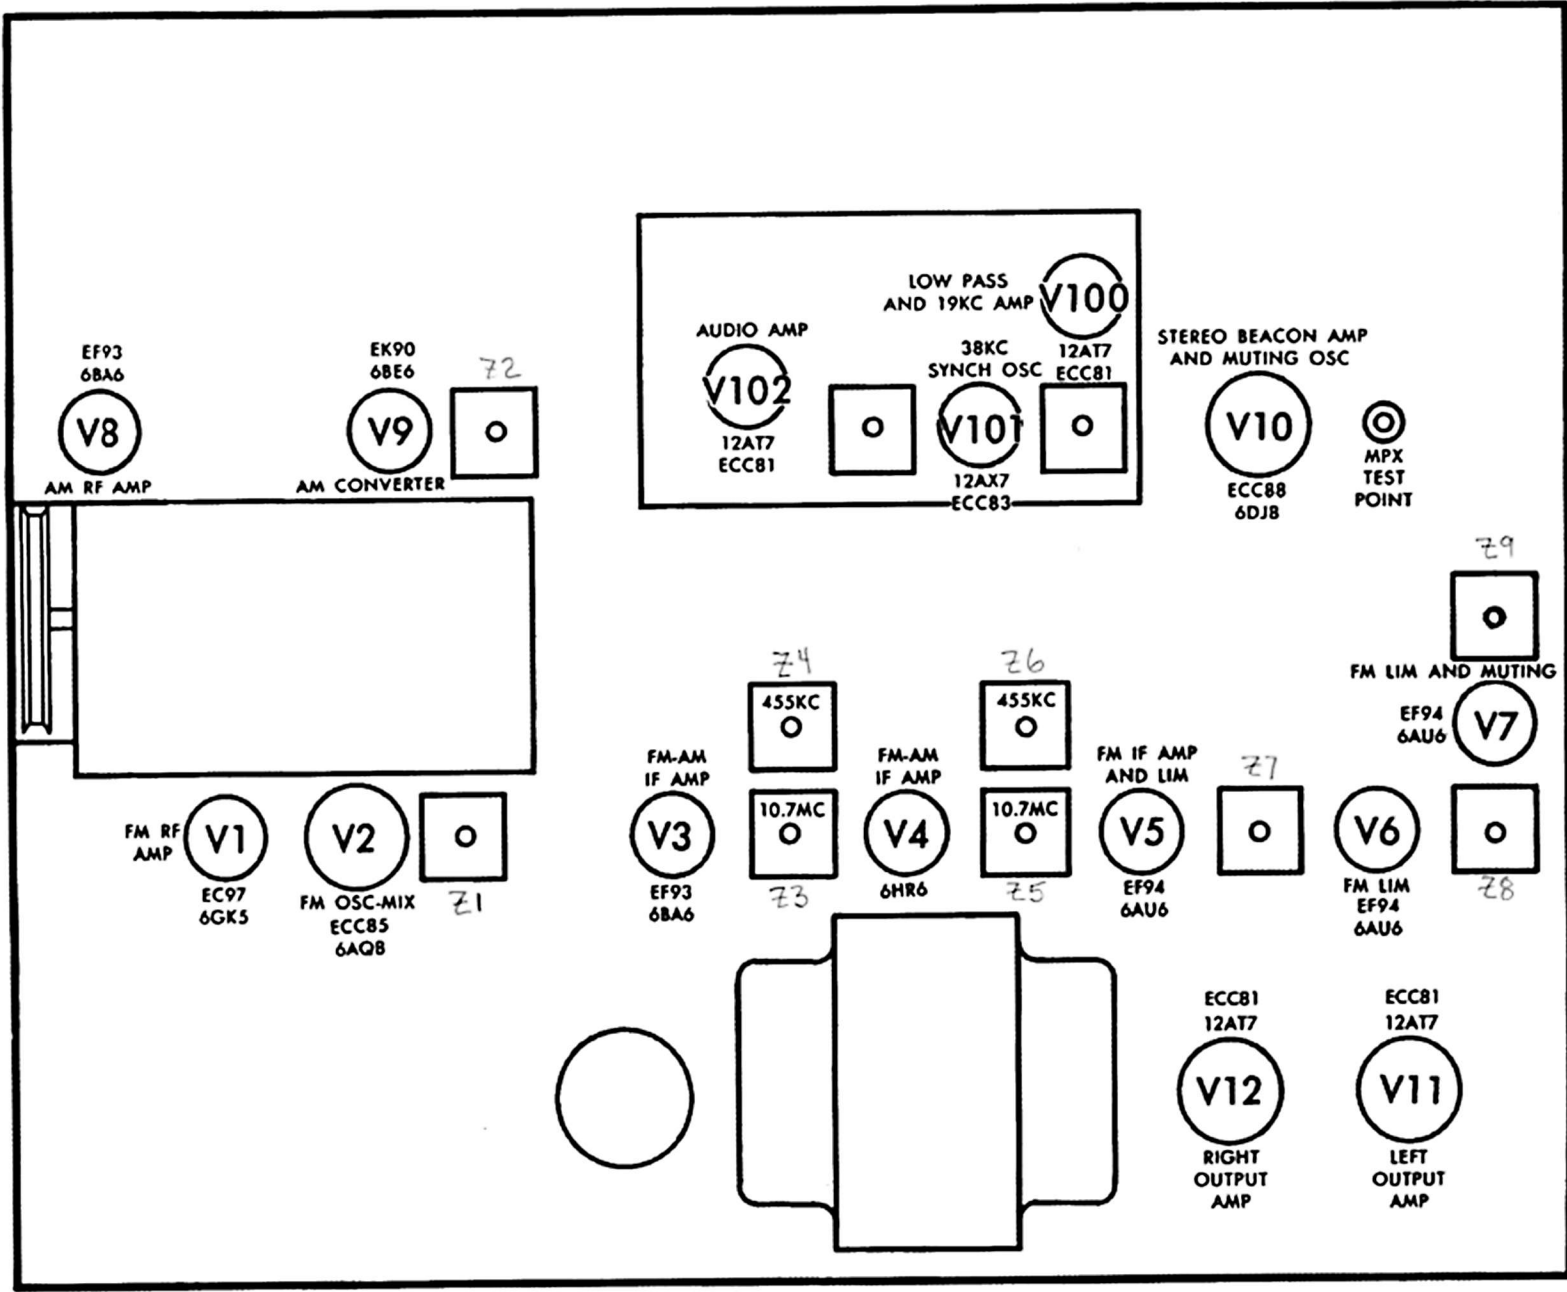 LOW PASS
AND 19KC AMP
V100
12AT7
ECC81
AUDIO AMP
V102
12AT7
ECC81
38KC
SYNCH OSC
V101
12AX7
ECC83
STEREO BEACON AMP
AND MUTING OSC
V10
ECC88
6DJ8
MPX
TEST
POINT
EF93
6BA6
V8
AM RF AMP
EK90
6BE6
V9
AM CONVERTER
Z2
Z9
FM LIM AND MUTING
EF94
6AU6
V7
Z4
455KC
Z6
455KC
FM RF
AMP
V1
EC97
6GK5
V2
FM OSC-MIX
ECC85
6AQ8
Z1
FM-AM
IF AMP
V3
EF93
6BA6
10.7MC
Z3
FM-AM
IF AMP
V4
6HR6
10.7MC
Z5
FM IF AMP
AND LIM
V5
EF94
6AU6
Z7
V6
FM LIM
EF94
6AU6
Z8
ECC81
12AT7
V12
RIGHT
OUTPUT
AMP
ECC81
12AT7
V11
LEFT
OUTPUT
AMP